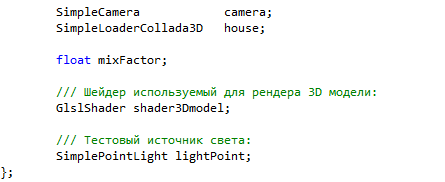 SimpleCamera camera;
SimpleLoaderCollada3D house;
float mixFactor;
/// Шейдер используемый для рендера 3D модели:
GlslShader shader3Dmodel;
/// Тестовый источник света:
SimplePointLight lightPoint;
};